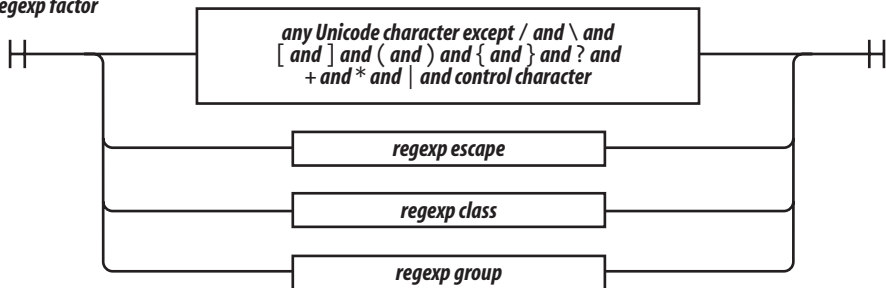 egexp factor
any Unicode character except / and \ and
[ and ] and ( and ) and { and } and ? and
+ and * and | and control character
regexp escape
regexp class
regexp group